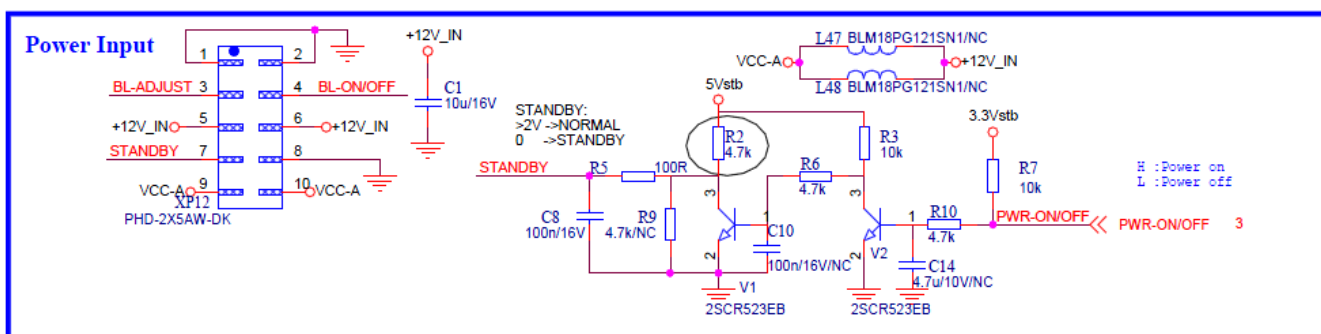 Power Input
+12V_IN
L47 BLM18PG121SN1/NC
VCC-A
+12V_IN
L48 BLM18PG121SN1/NC
1
2
BL-ADJUST 3
4 BL-ON/OFF
+12V_IN 5
6 +12V_IN
STANDBY 7
8
VCC-A 9
10 VCC-A
XP12
PHD-2X5AW-DK
C1
10u/16V
STANDBY:
>2V ->NORMAL
0 ->STANDBY
5Vstb
R2
4.7k
R3
10k
3.3Vstb
R7
10k
H :Power on
L :Power off
STANDBY
R5
100R
R6
4.7k
C8
100n/16V
R9
4.7k/NC
3
1
2
C10
100n/16V/NC
V1
2SCR523EB
3
1
2
V2
2SCR523EB
R10
4.7k
C14
4.7u/10V/NC
PWR-ON/OFF
PWR-ON/OFF 3